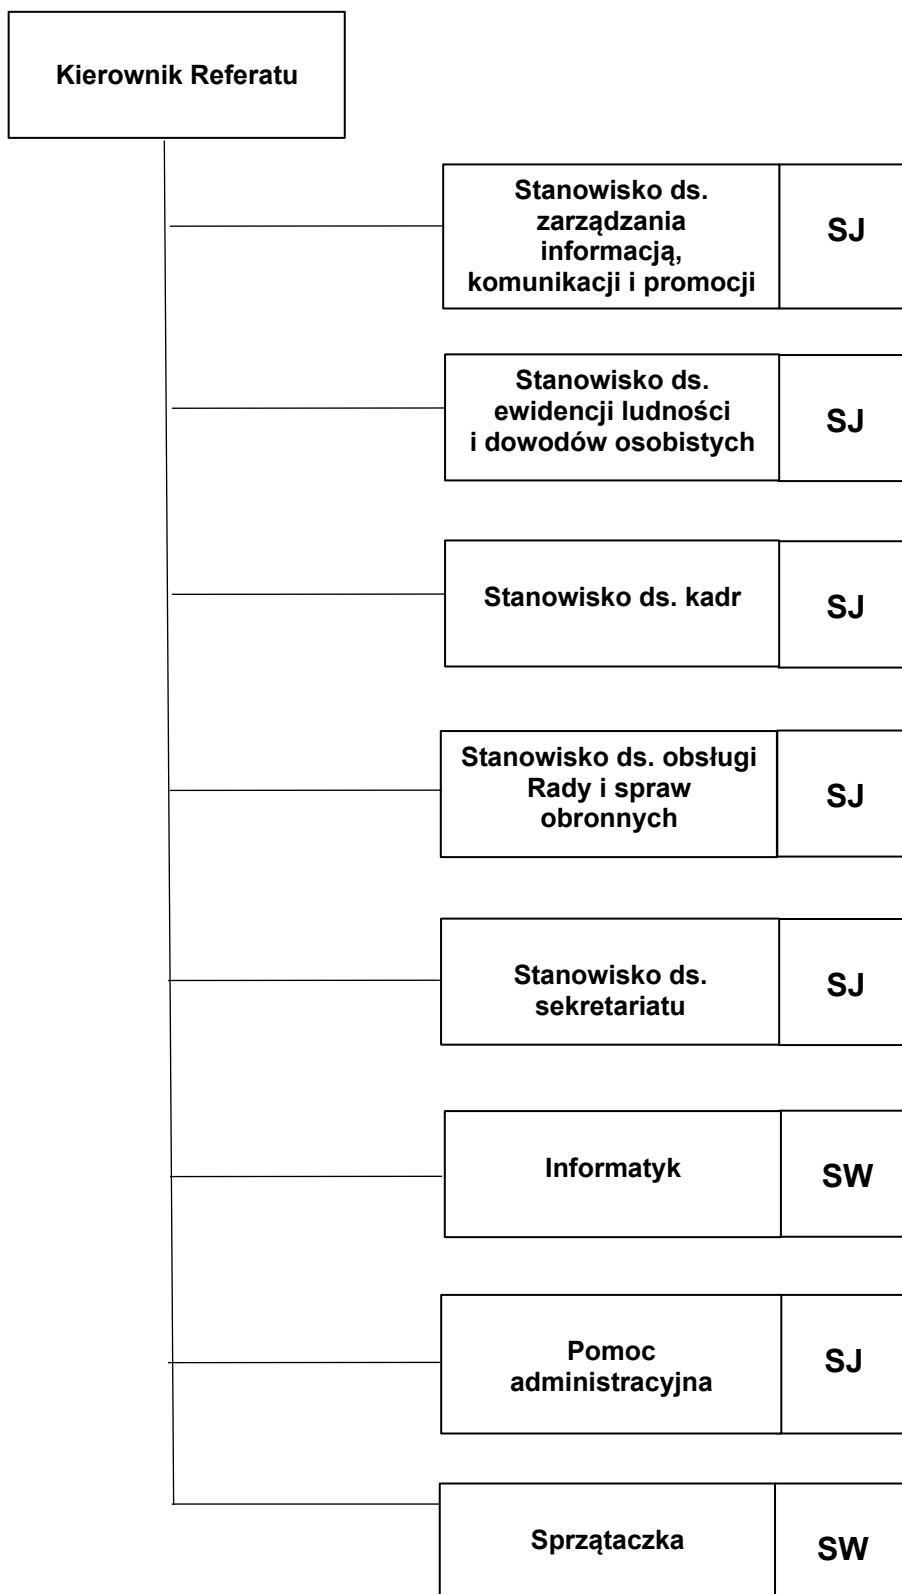 Kierownik Referatu
Stanowisko ds.
zarządzania
informacją,
komunikacji i promocji
SJ
Stanowisko ds.
ewidencji ludności
i dowodów osobistych
SJ
Stanowisko ds. kadr
SJ
Stanowisko ds. obsługi
Rady i spraw
obronnych
SJ
Stanowisko ds.
sekretariatu
SJ
Informatyk
SW
Pomoc
administracyjna
SJ
Sprzątaczka
SW